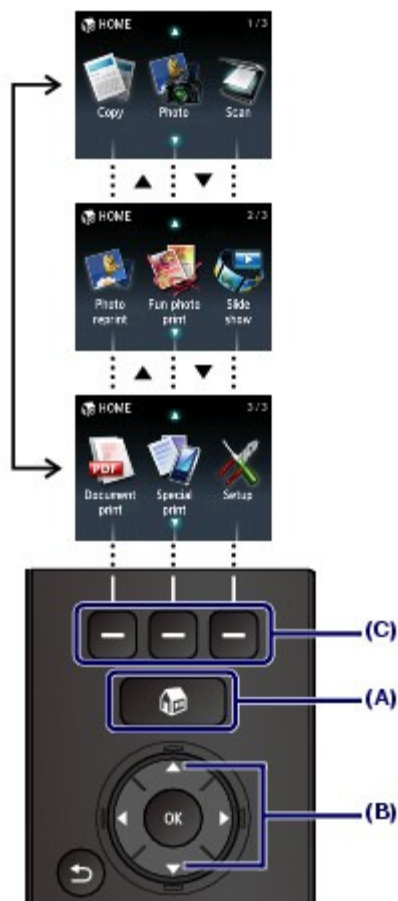 HOME 1/3
Copy Photo Scan
HOME 2/3
Photo reprint
Fun photo print
Slide show
HOME 3/3
PDF
Document print
Special print
Setup
(C)
(A)
(B)
OK